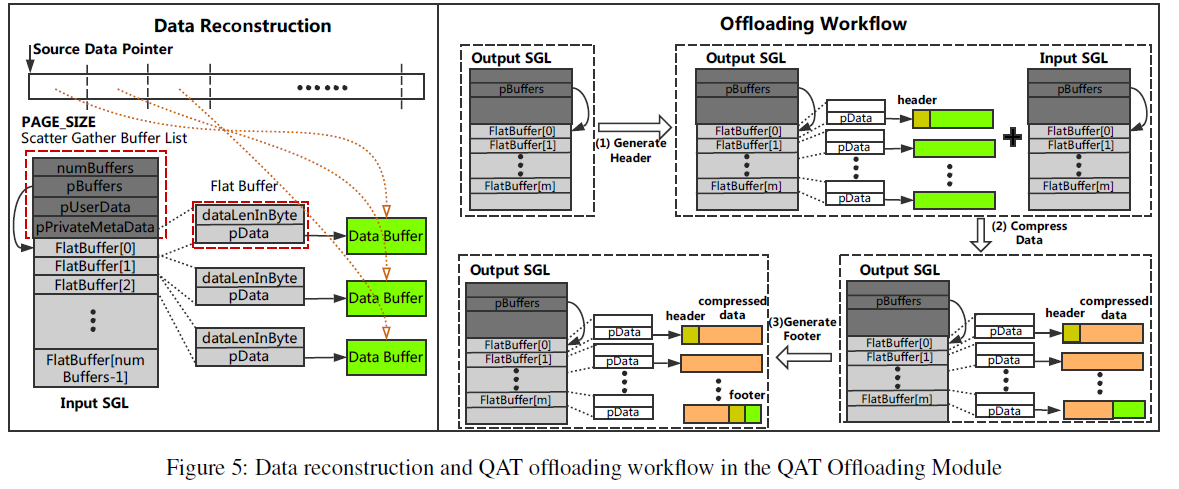 Data Reconstruction
Source Data Pointer
......
PAGE_SIZE
Scatter Gather Buffer List
numBuffers
pBuffers
pUserData
pPrivateMetaData
FlatBuffer[0]
FlatBuffer[1]
FlatBuffer[2]
FlatBuffer[num
Buffers-1]
Input SGL
Flat Buffer
dataLenInByte
pData
Data Buffer
dataLenInByte
pData
Data Buffer
dataLenInByte
pData
Data Buffer
Offloading Workflow
Output SGL
pBuffers
FlatBuffer[0]
FlatBuffer[1]
FlatBuffer[m]
(1) Generate
Header
Output SGL
pBuffers
FlatBuffer[0]
FlatBuffer[1]
FlatBuffer[m]
pData
pData
pData
header
+
Input SGL
pBuffers
FlatBuffer[0]
FlatBuffer[1]
FlatBuffer[m]
(2) Compress
Data
Output SGL
pBuffers
FlatBuffer[0]
FlatBuffer[1]
FlatBuffer[m]
pData
pData
pData
header
compressed
data
(3)Generate
Footer
Output SGL
pBuffers
FlatBuffer[0]
FlatBuffer[1]
FlatBuffer[m]
pData
pData
pData
header
compressed
data
footer
Figure 5: Data reconstruction and QAT offloading workflow in the QAT Offloading Module